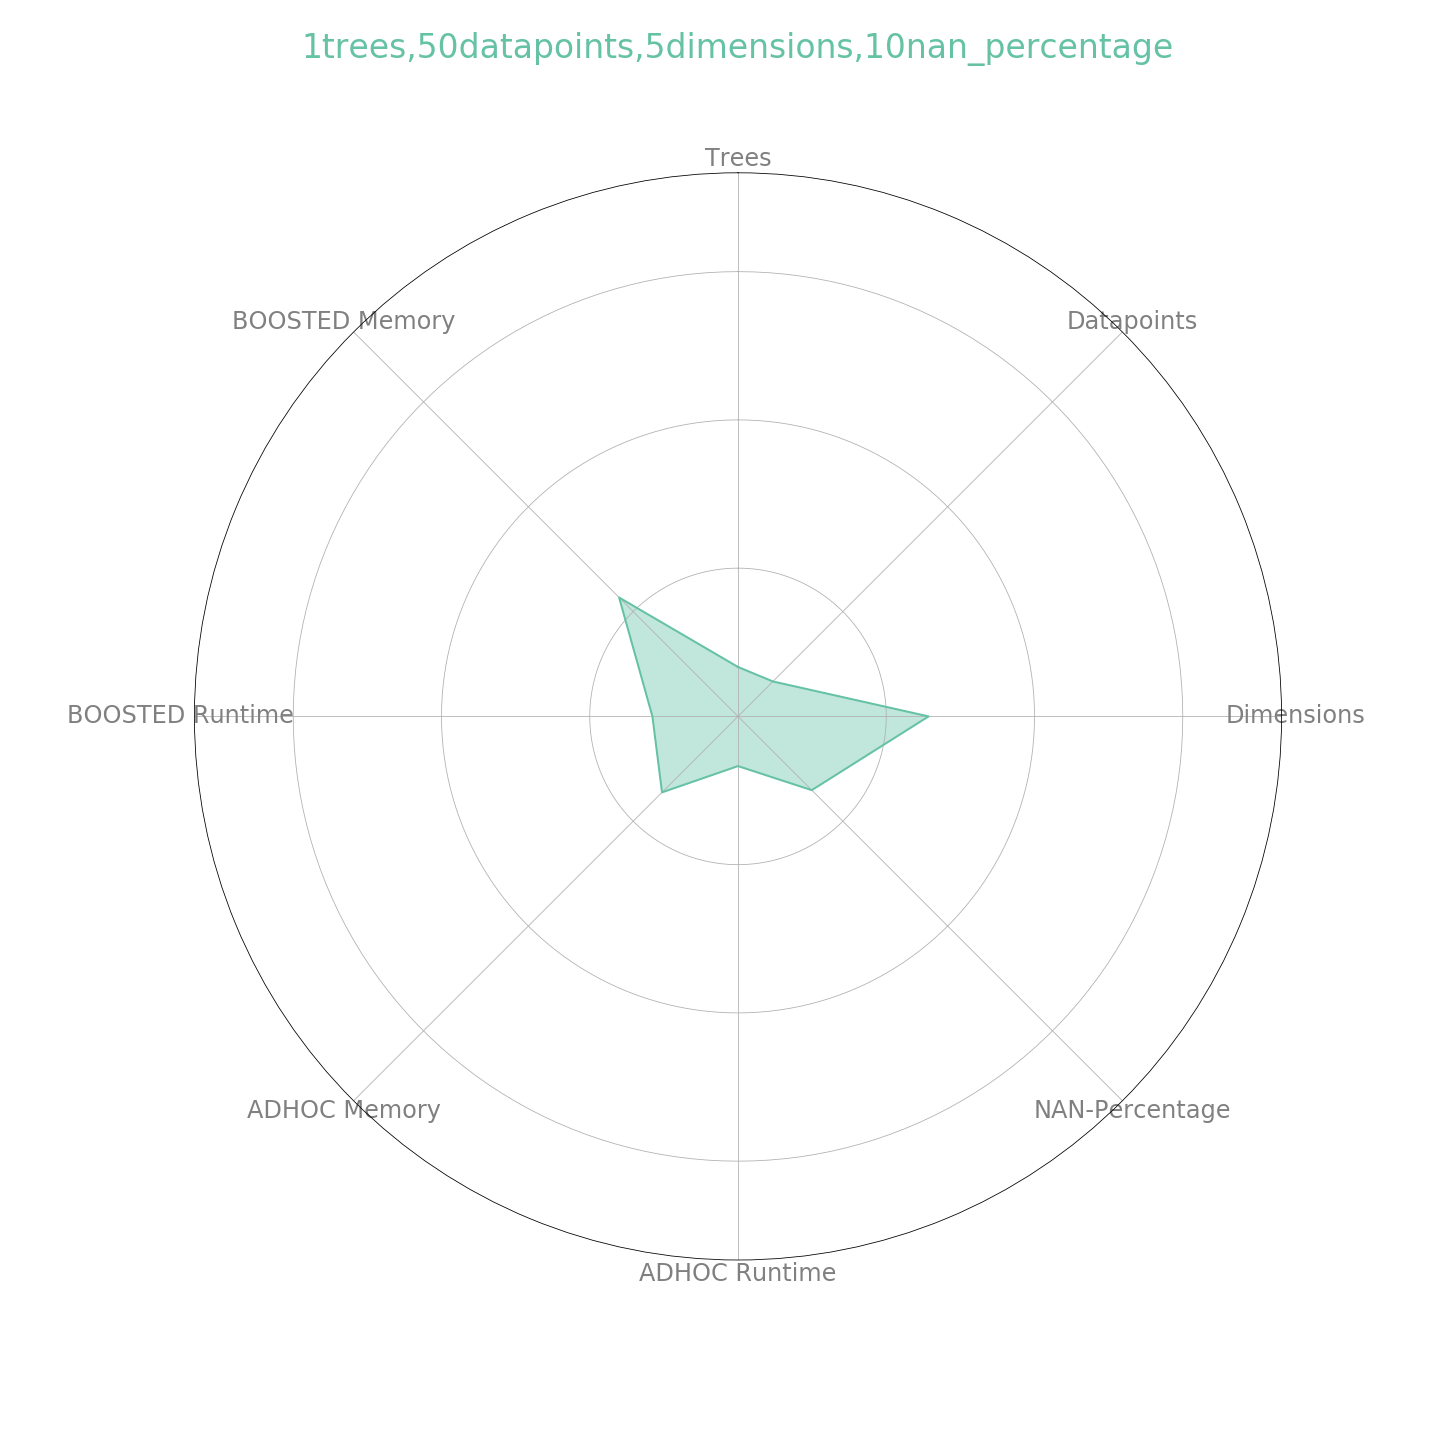 1trees,50datapoints,5dimensions,10nan_percentage
Trees
BOOSTED Memory
Datapoints
BOOSTED Runtime
Dimensions
ADHOC Memory
NAN-Percentage
ADHOC Runtime